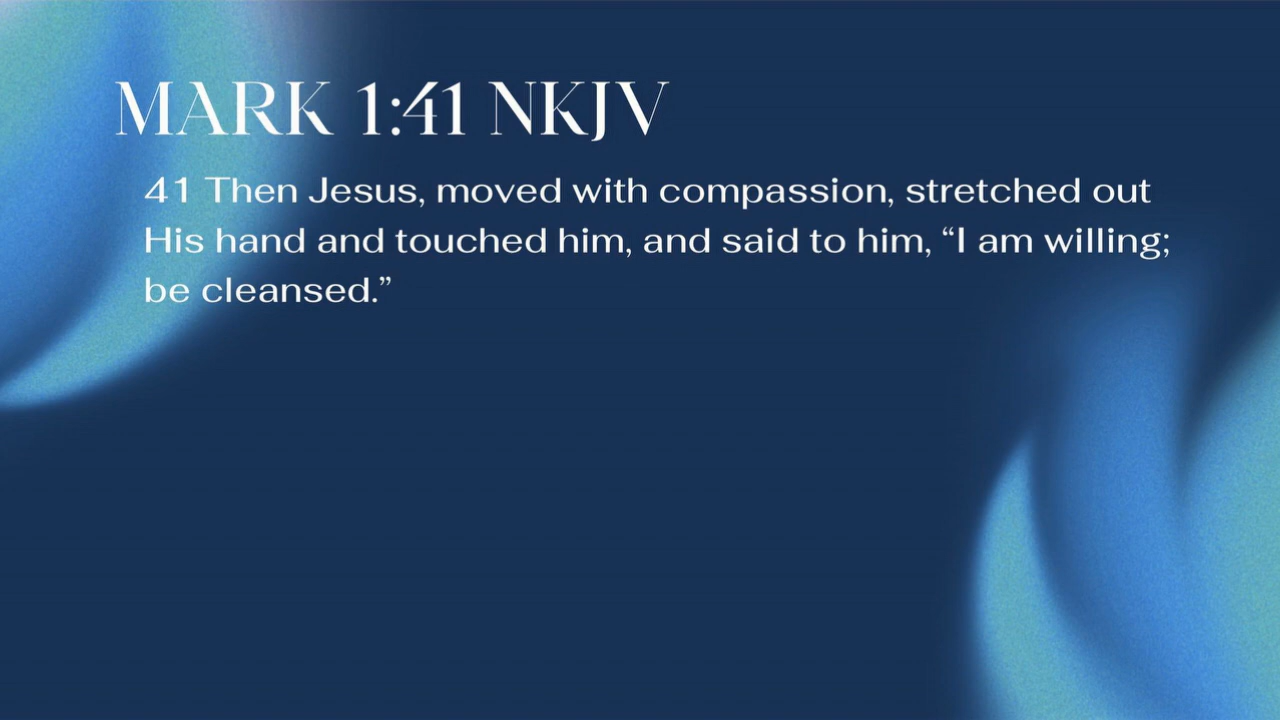 MARK 1:41 NKJV
41 Then Jesus, moved with compassion, stretched out
His hand and touched him, and said to him, “I am willing;
be cleansed.”